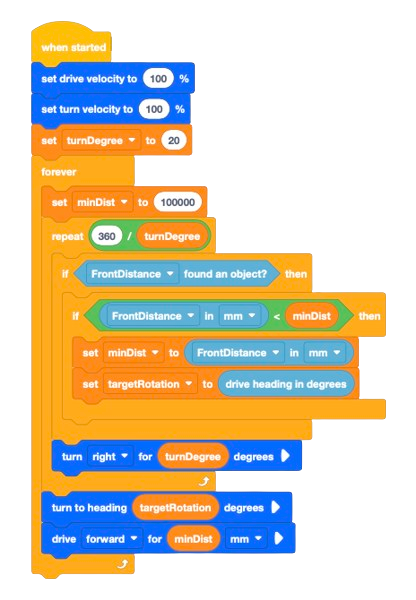 when started
set drive velocity to 100 %
set turn velocity to 100 %
set turnDegree to 20
forever
set minDist to 100000
repeat 360 / turnDegree
if FrontDistance found an object? then
if FrontDistance in mm < minDist then
set minDist to FrontDistance in mm
set targetRotation to drive heading in degrees
turn right for turnDegree degrees
turn to heading targetRotation degrees
drive forward for minDist mm